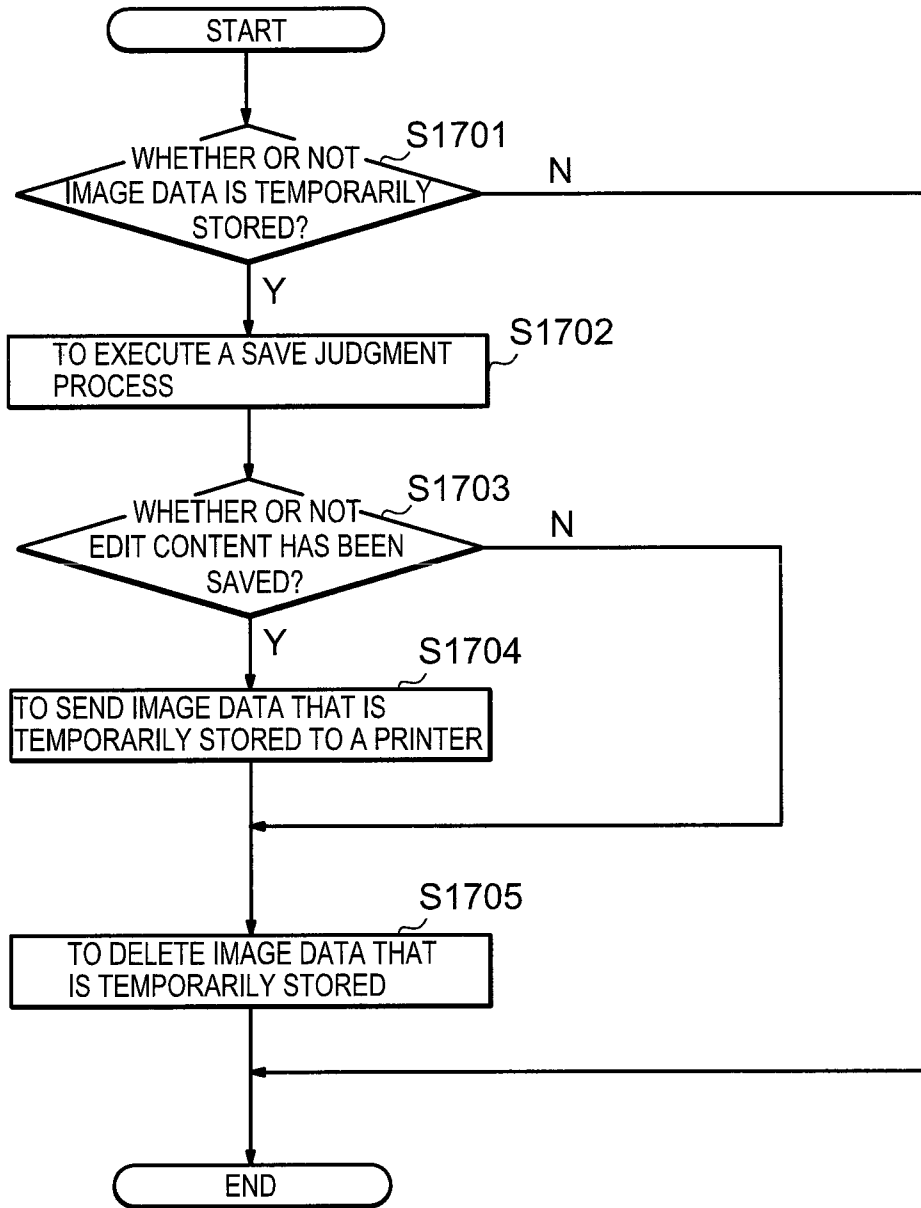 START
S1701
WHETHER OR NOT
IMAGE DATA IS TEMPORARILY
STORED?
N
Y
S1702
TO EXECUTE A SAVE JUDGMENT
PROCESS
S1703
WHETHER OR NOT
EDIT CONTENT HAS BEEN
SAVED?
N
Y
S1704
TO SEND IMAGE DATA THAT IS
TEMPORARILY STORED TO A PRINTER
S1705
TO DELETE IMAGE DATA THAT
IS TEMPORARILY STORED
END